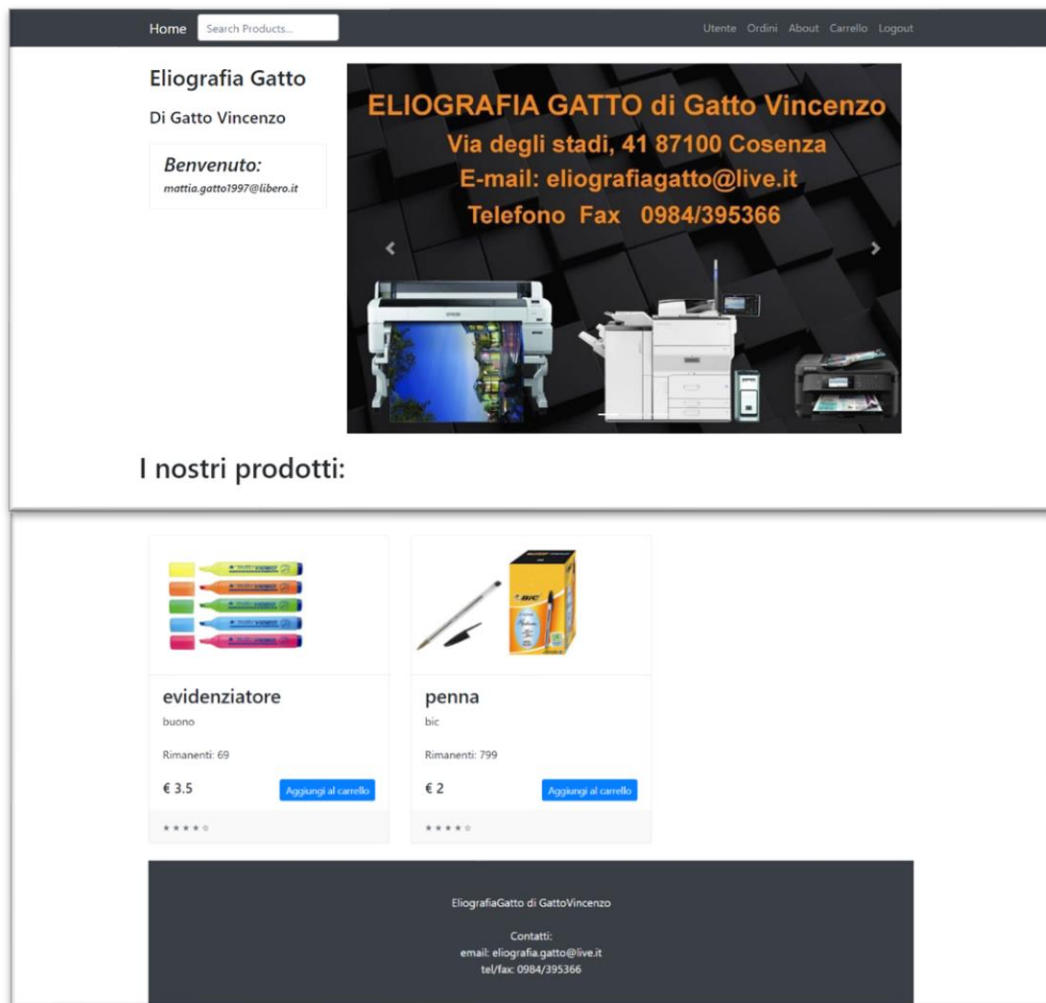 Home
Search Products...
Utente Ordini About Carrello Logout
Eliografia Gatto
Di Gatto Vincenzo
Benvenuto:
mattia.gatto1997@libero.it
ELIOGRAFIA GATTO di Gatto Vincenzo
Via degli stadi, 41 87100 Cosenza
E-mail: eliografiagatto@live.it
Telefono Fax 0984/395366
EPSON
I nostri prodotti:
BIC
evidenziatore
buono
Rimanenti: 69
€ 3.5
Aggiungi al carrello
★ ★ ★ ★ ☆
penna
bic
Rimanenti: 799
€ 2
Aggiungi al carrello
★ ★ ★ ★ ☆
EliografiaGatto di GattoVincenzo
Contatti:
email: eliografia.gatto@live.it
tel/fax: 0984/395366